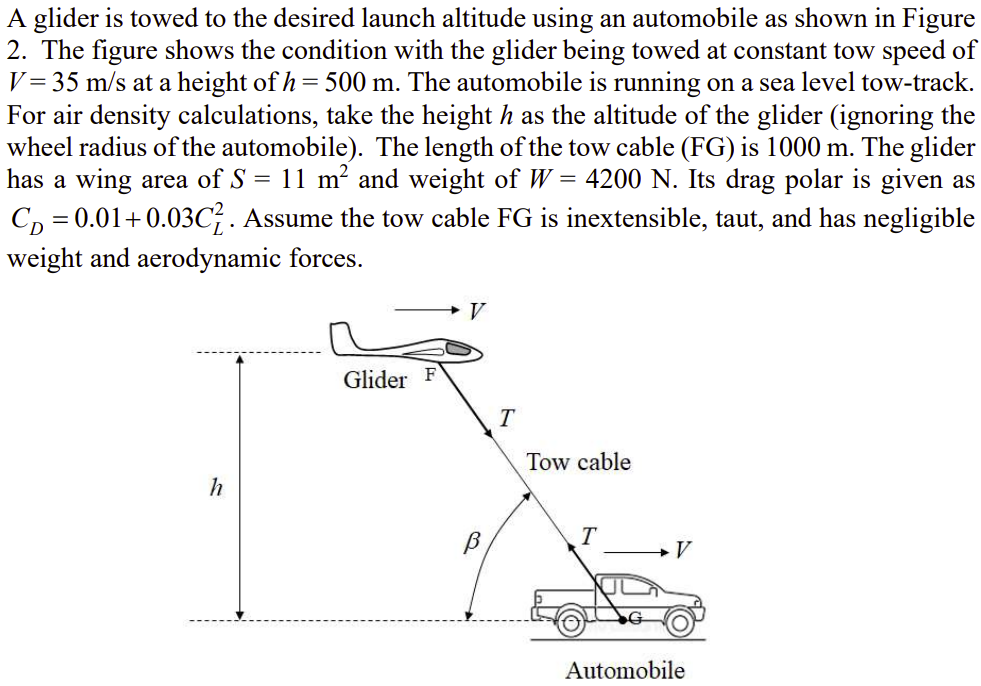 A glider is towed to the desired launch altitude using an automobile as shown in Figure
2. The figure shows the condition with the glider being towed at constant tow speed of
V = 35 m/s at a height of h = 500 m. The automobile is running on a sea level tow-track.
For air density calculations, take the height h as the altitude of the glider (ignoring the
wheel radius of the automobile). The length of the tow cable (FG) is 1000 m. The glider
has a wing area of S = 11 m² and weight of W = 4200 N. Its drag polar is given as
C_D = 0.01+0.03C_L². Assume the tow cable FG is inextensible, taut, and has negligible
weight and aerodynamic forces.
V
Glider F
T
Tow cable
h
β
T
V
G
Automobile